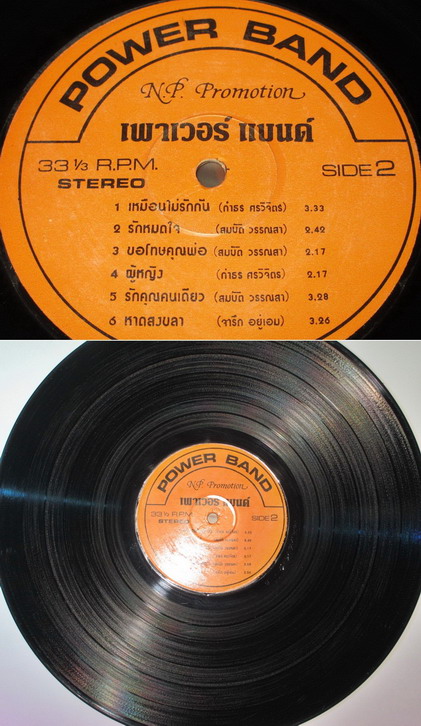 POWER BAND
N.P. Promotion
เพาเวอร์ แบนด์
33 1/3 R.P.M. SIDE 2
STEREO
1 เหมือนไม่รักกัน (กำธร ศรวิจิตร) 3.33
2 รักหมดใจ (สมบัติ วรรณสา) 2.42
3 ขอโทษคุณพ่อ (สมบัติ วรรณสา) 2.17
4 ผู้หญิง (กำธร ศรวิจิตร) 2.17
5 รักคุณคนเดียว (สมบัติ วรรณสา) 3.28
6 หาดสงขลา (จารึก อยู่เอม) 3.26
POWER BAND
N.P. Promotion
เพาเวอร์ แบนด์
33 1/3 R.P.M. SIDE 2
STEREO